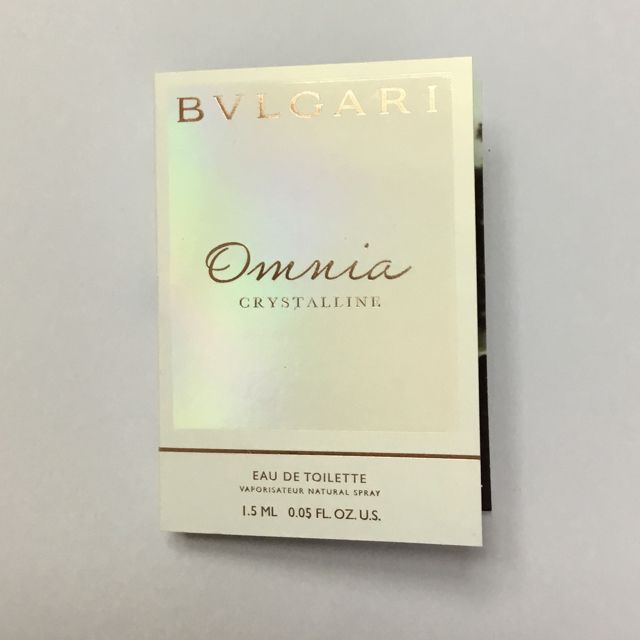 BVLGARI
Omnia
CRYSTALLINE
EAU DE TOILETTE
VAPORISATEUR NATURAL SPRAY
1.5 ML 0.05 FL. OZ. U.S.